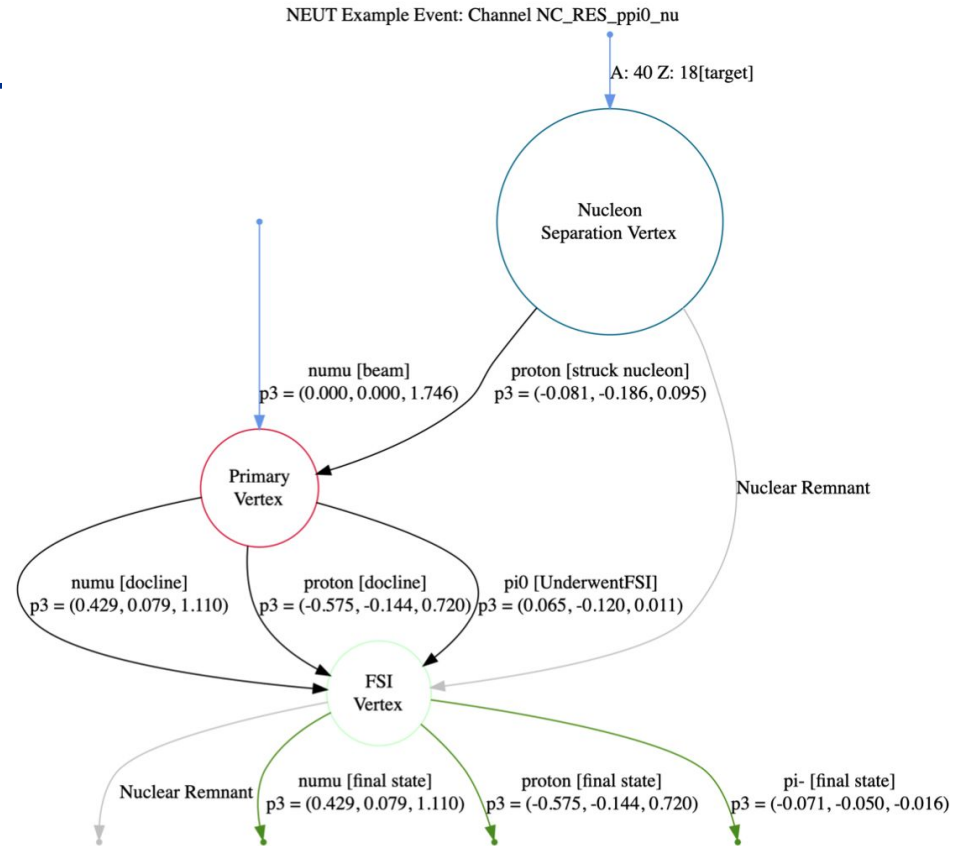 NEUT Example Event: Channel NC_RES_ppi0_nu
A: 40 Z: 18[target]
Nucleon
Separation Vertex
numu [beam]
p3 = (0.000, 0.000, 1.746)
proton [struck nucleon]
p3 = (-0.081, -0.186, 0.095)
Primary
Vertex
Nuclear Remnant
numu [docline]
p3 = (0.429, 0.079, 1.110)
proton [docline]
p3 = (-0.575, -0.144, 0.720)
pi0 [UnderwentFSI]
p3 = (0.065, -0.120, 0.011)
FSI
Vertex
Nuclear Remnant
numu [final state]
p3 = (0.429, 0.079, 1.110)
proton [final state]
p3 = (-0.575, -0.144, 0.720)
pi- [final state]
p3 = (-0.071, -0.050, -0.016)